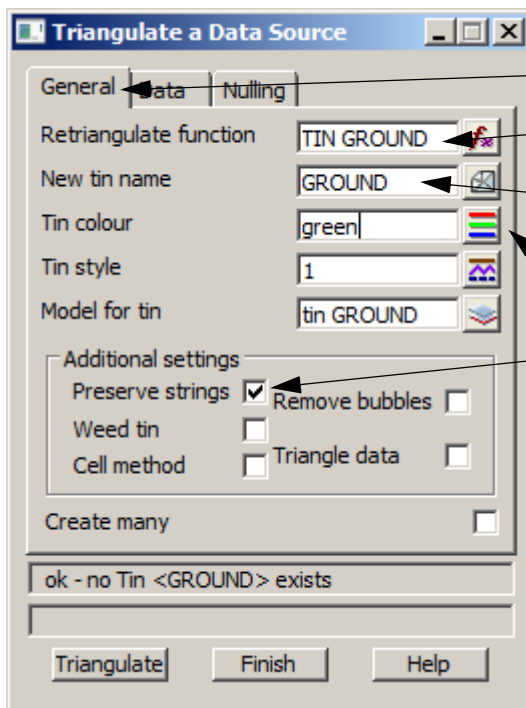 Triangulate a Data Source
General Data Nulling
Retriangulate function TIN GROUND
New tin name GROUND
Tin colour green
Tin style 1
Model for tin tin GROUND
Additional settings
Preserve strings Remove bubbles
Weed tin
Cell method Triangle data
Create many
ok - no Tin <GROUND> exists
Triangulate Finish Help